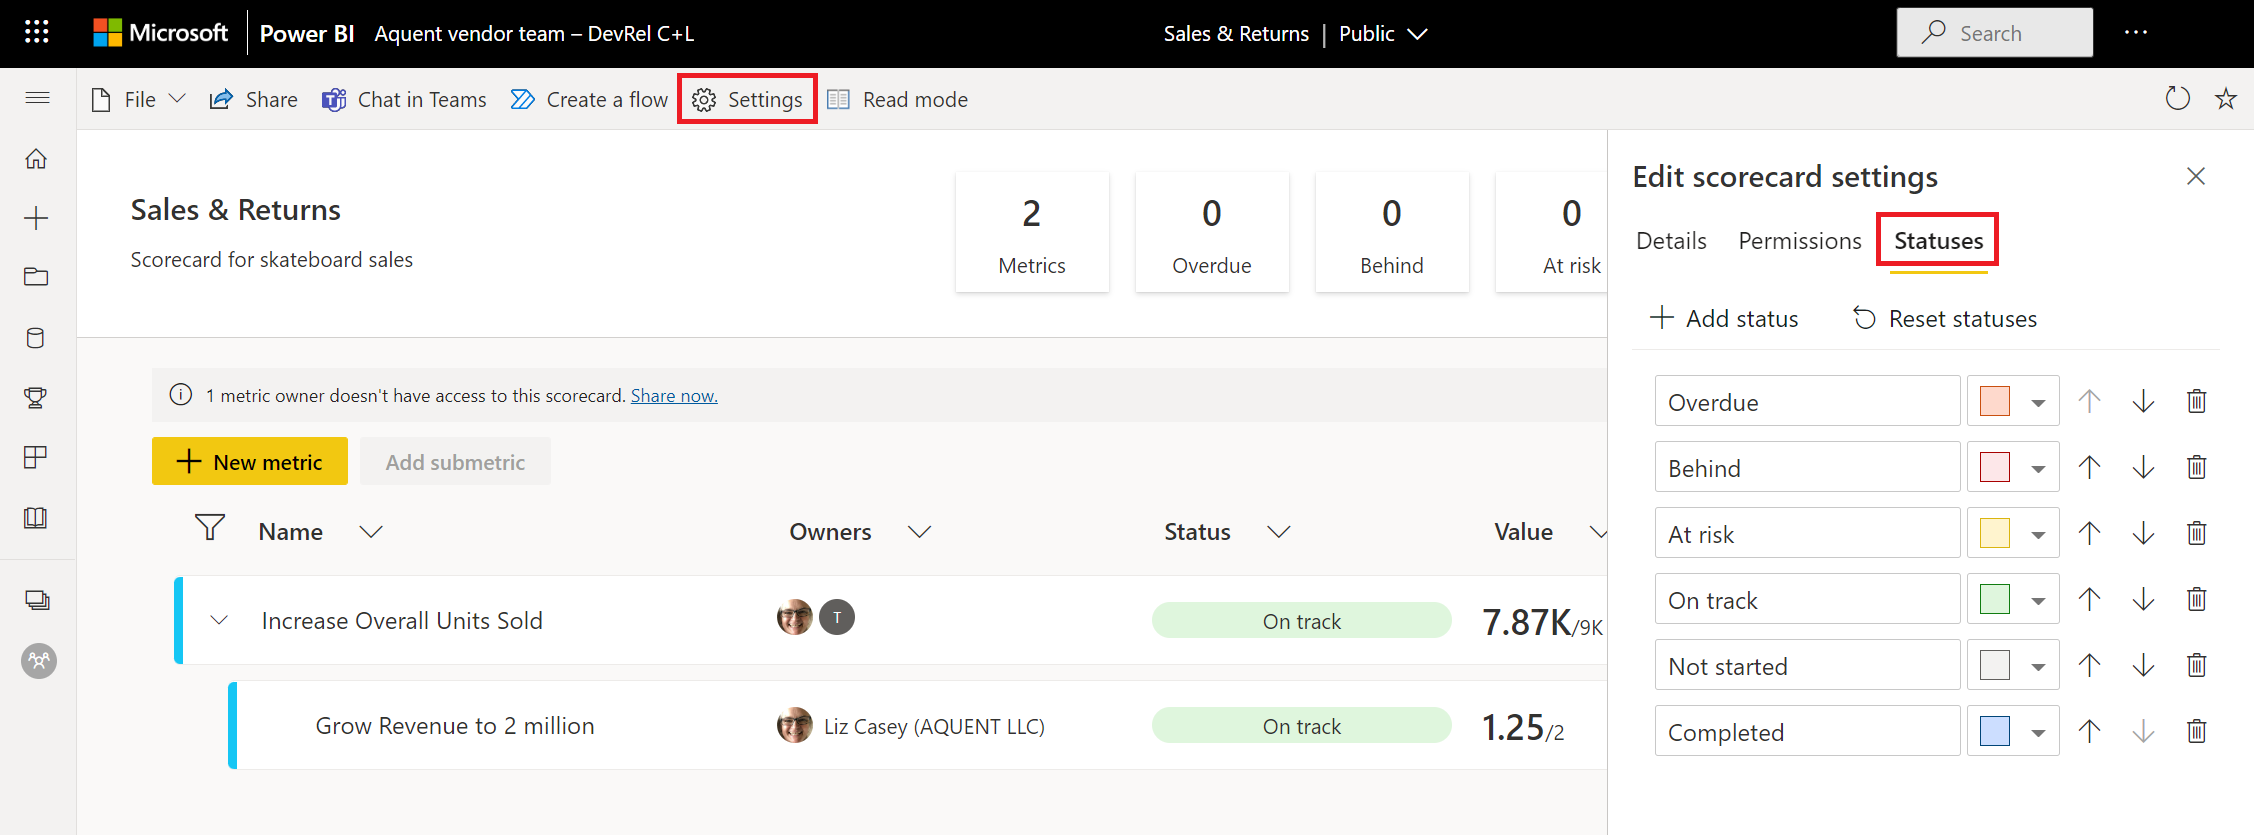 Microsoft Power BI Aquent vendor team – DevRel C+L Sales & Returns | Public Search
File Share Chat in Teams Create a flow Settings Read mode
Sales & Returns
Scorecard for skateboard sales
2 0 0 0
Metrics Overdue Behind At risk
1 metric owner doesn't have access to this scorecard. Share now.
New metric Add submetric
Name Owners Status Value
Increase Overall Units Sold T On track 7.87K/9K
Grow Revenue to 2 million Liz Casey (AQUENT LLC) On track 1.25/2
Edit scorecard settings
Details Permissions Statuses
Add status Reset statuses
Overdue
Behind
At risk
On track
Not started
Completed